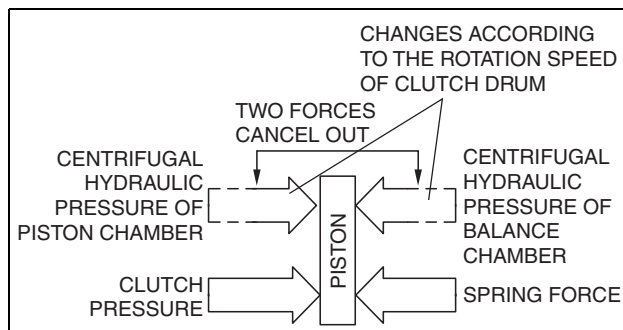 CHANGES ACCORDING
TO THE ROTATION SPEED
OF CLUTCH DRUM
TWO FORCES
CANCEL OUT
CENTRIFUGAL
HYDRAULIC
PRESSURE OF
PISTON CHAMBER
PISTON
CENTRIFUGAL
HYDRAULIC
PRESSURE OF
BALANCE
CHAMBER
CLUTCH
PRESSURE
SPRING FORCE